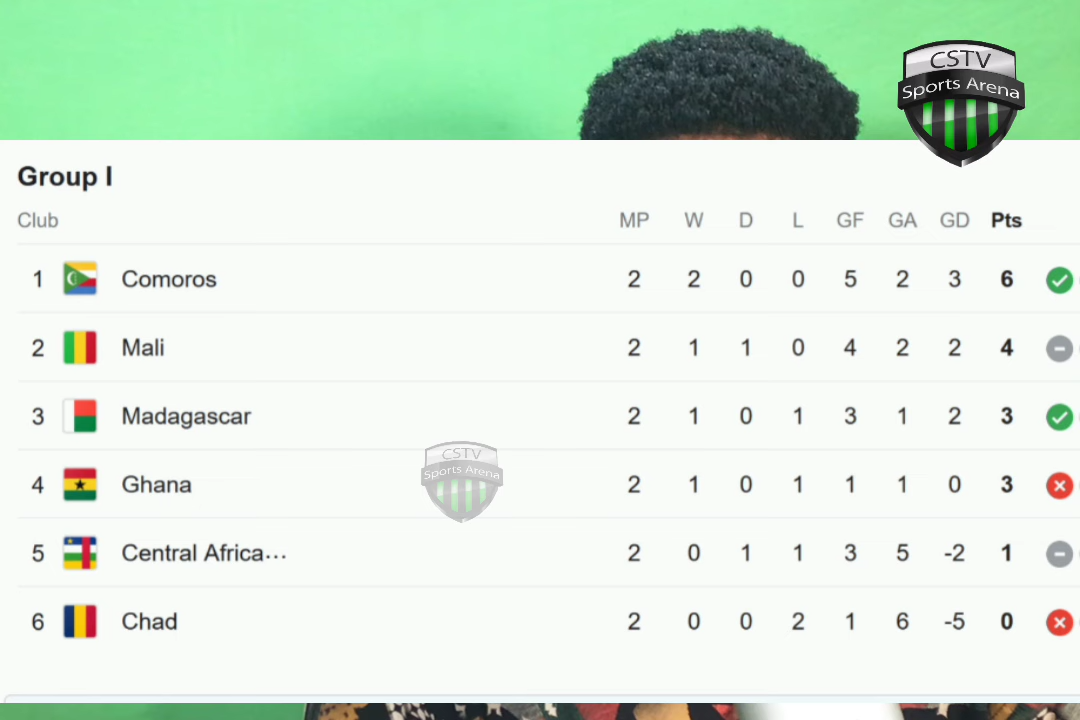 CSTV
Sports Arena
Group I
Club MP W D L GF GA GD Pts
1 Comoros 2 2 0 0 5 2 3 6
2 Mali 2 1 1 0 4 2 2 4
3 Madagascar 2 1 0 1 3 1 2 3
CSTV
Sports Arena
4 Ghana 2 1 0 1 1 1 0 3
5 Central Africa... 2 0 1 1 3 5 -2 1
6 Chad 2 0 0 2 1 6 -5 0